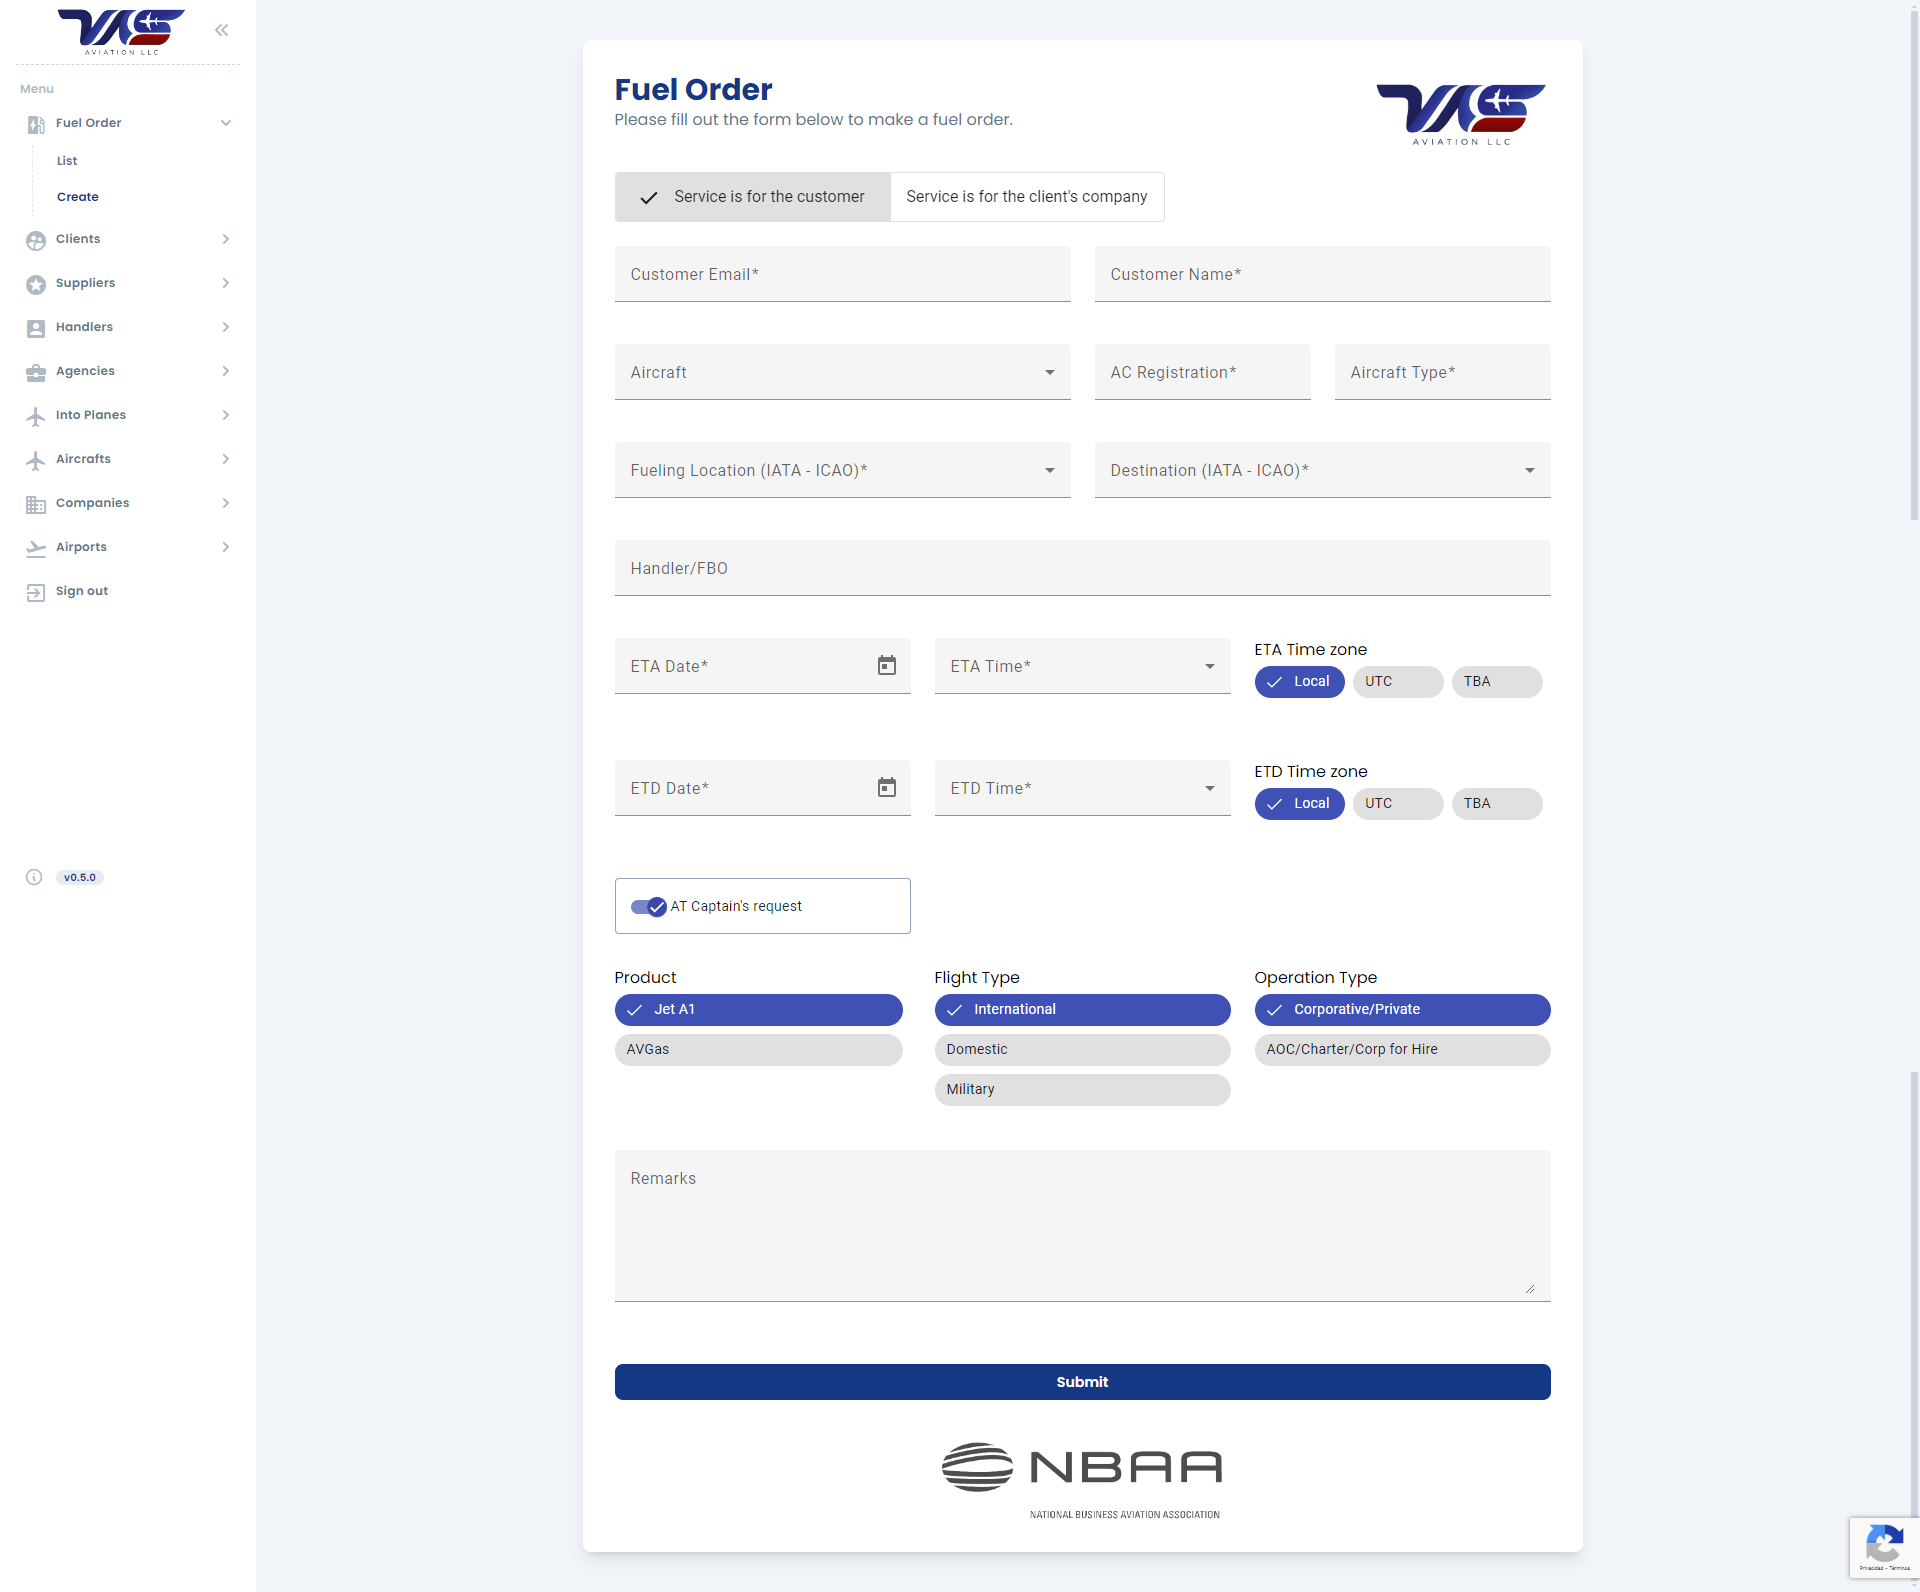 VAS
AVIATION LLC
Menu
Fuel Order
List
Create
Clients
Suppliers
Handlers
Agencies
Into Planes
Aircrafts
Companies
Airports
Sign out
v0.5.0
Fuel Order
Please fill out the form below to make a fuel order.
VAS
AVIATION LLC
Service is for the customer
Service is for the client's company
Customer Email*
Customer Name*
Aircraft
AC Registration*
Aircraft Type*
Fueling Location (IATA - ICAO)*
Destination (IATA - ICAO)*
Handler/FBO
ETA Date*
ETA Time*
ETA Time zone
Local
UTC
TBA
ETD Date*
ETD Time*
ETD Time zone
Local
UTC
TBA
AT Captain's request
Product
Jet A1
AVGas
Flight Type
International
Domestic
Military
Operation Type
Corporative/Private
AOC/Charter/Corp for Hire
Remarks
Submit
NBAA
NATIONAL BUSINESS AVIATION ASSOCIATION
Privacidad - Términos